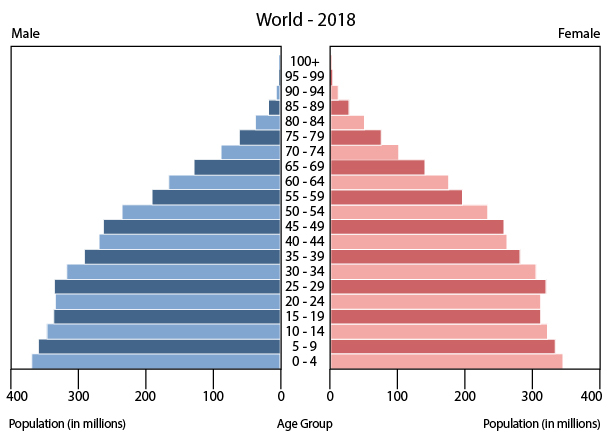 World - 2018
Male Female
100+
95 - 99
90 - 94
85 - 89
80 - 84
75 - 79
70 - 74
65 - 69
60 - 64
55 - 59
50 - 54
45 - 49
40 - 44
35 - 39
30 - 34
25 - 29
20 - 24
15 - 19
10 - 14
5 - 9
0 - 4
400 300 200 100 0 0 100 200 300 400
Population (in millions) Age Group Population (in millions)